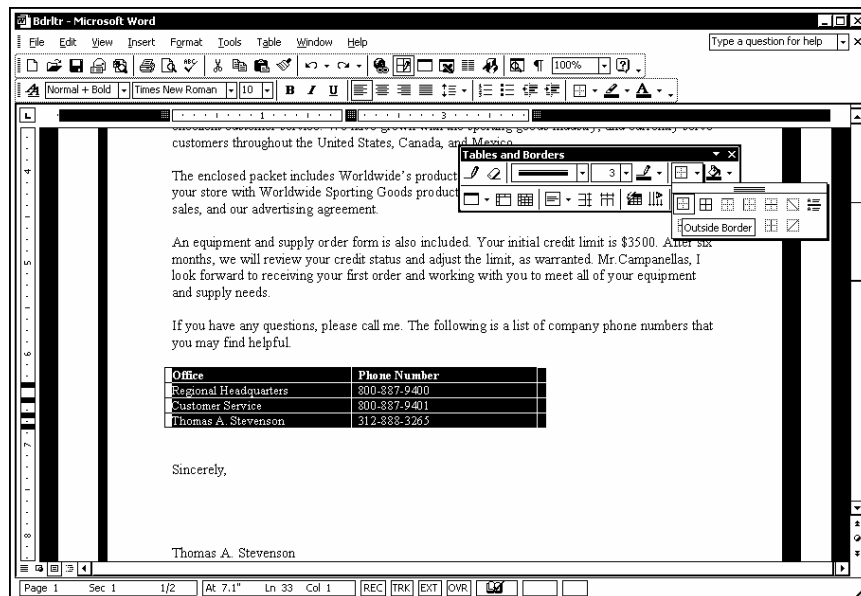 Bdrltr - Microsoft Word
File Edit View Insert Format Tools Table Window Help
Type a question for help
100%
Normal + Bold Times New Roman 10 B I U
1 3
customers throughout the United States, Canada, and Mexico.
Tables and Borders
The enclosed packet includes Worldwide's product
3
your store with Worldwide Sporting Goods product
sales, and our advertising agreement.
Outside Border
An equipment and supply order form is also included. Your initial credit limit is $3500. After six
months, we will review your credit status and adjust the limit, as warranted. Mr.Campanellas, I
look forward to receiving your first order and working with you to meet all of your equipment
and supply needs.
If you have any questions, please call me. The following is a list of company phone numbers that
you may find helpful.
Office Phone Number
Regional Headquarters 800-887-9400
Customer Service 800-887-9401
Thomas A. Stevenson 312-888-3265
Sincerely,
Thomas A. Stevenson
Page 1 Sec 1 1/2 At 7.1" Ln 33 Col 1 REC TRK EXT OVR